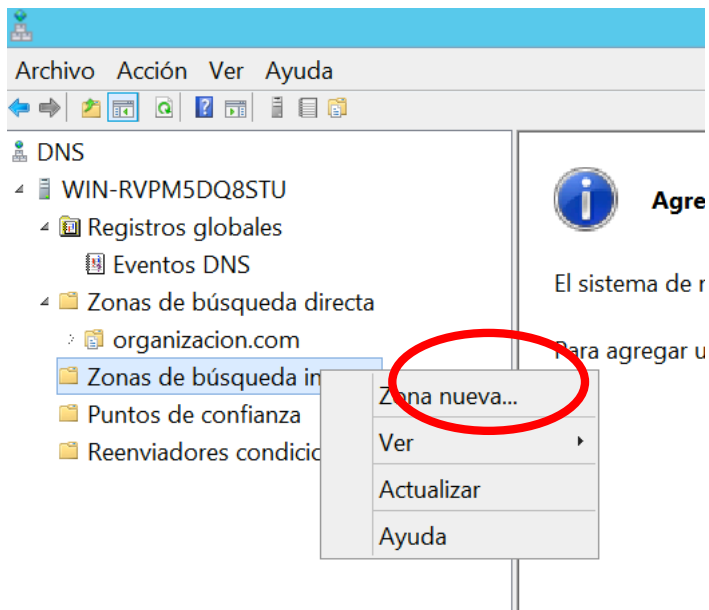 Archivo Acción Ver Ayuda
DNS
WIN-RVPM5DQ8STU
Registros globales
Eventos DNS
Zonas de búsqueda directa
organizacion.com
Zonas de búsqueda in
Puntos de confianza
Reenviadores condicio
Zona nueva...
Ver
Actualizar
Ayuda
Agre
El sistema de r
Para agregar u